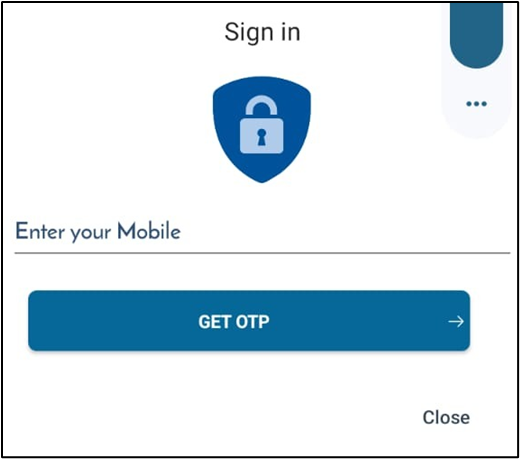 Sign in
Enter your Mobile
GET OTP
Close